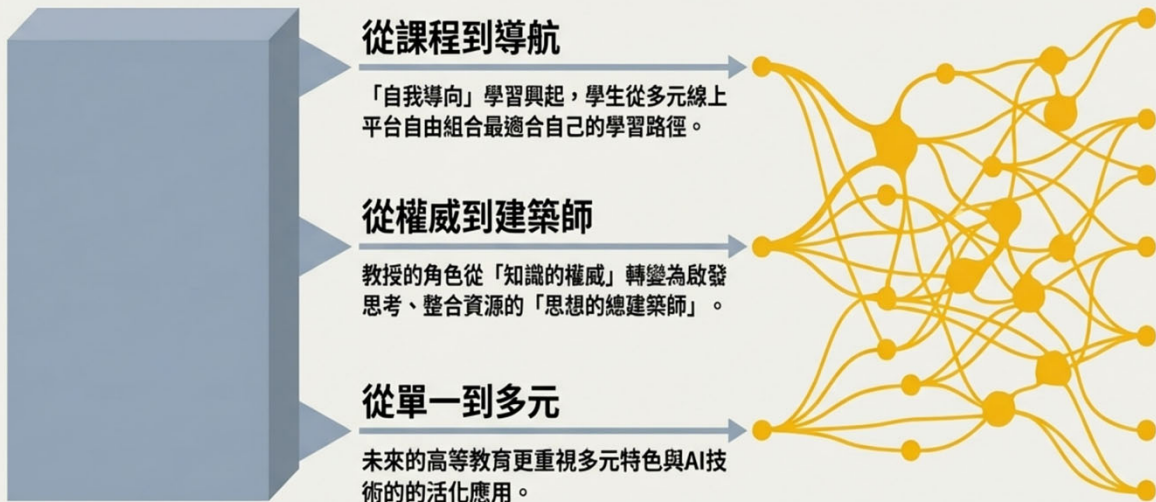 從課程到導航
「自我導向」學習興起，學生從多元線上
平台自由組合最適合自己的學習路徑。
從權威到建築師
教授的角色從「知識的權威」轉變為啟發
思考、整合資源的「思想的總建築師」。
從單一到多元
未來的高等教育更重視多元特色與AI技
術的的活化應用。